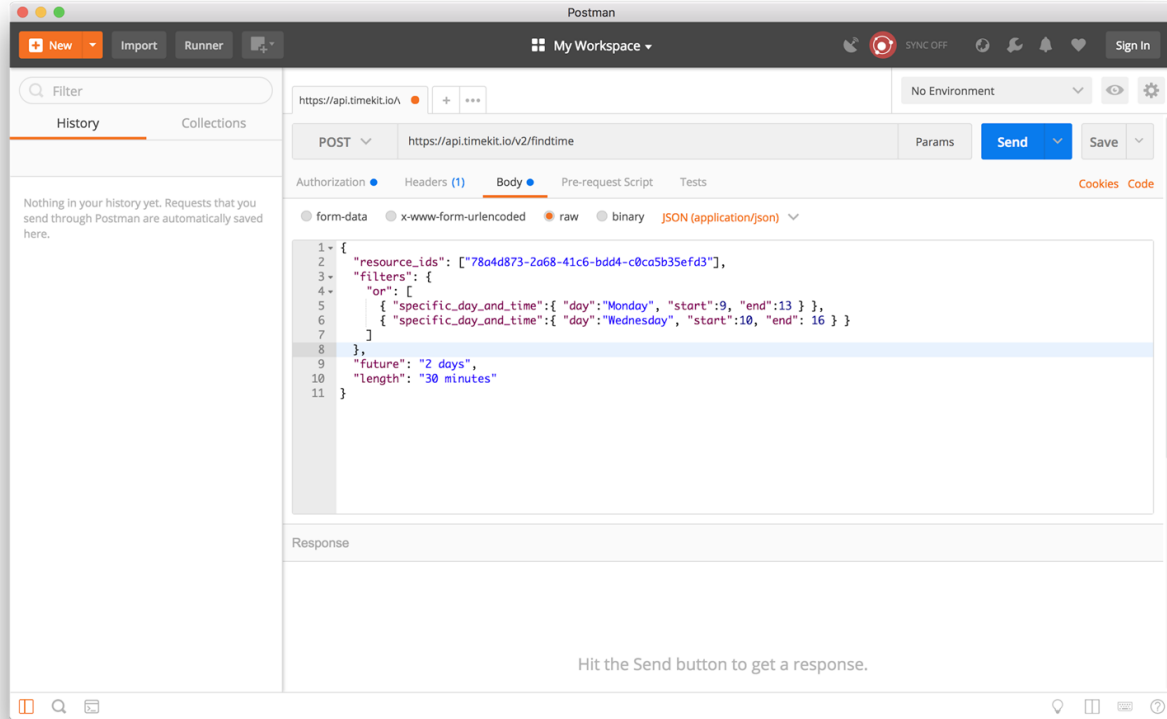 Postman
New
Import
Runner
My Workspace
SYNC OFF
Sign In
Filter
History
Collections
Nothing in your history yet. Requests that you
send through Postman are automatically saved
here.
https://api.timekit.io/v
No Environment
POST
https://api.timekit.io/v2/findtime
Params
Send
Save
Authorization
Headers (1)
Body
Pre-request Script
Tests
Cookies Code
form-data
x-www-form-urlencoded
raw
binary
JSON (application/json)
1 {
2 "resource_ids": ["78a4d873-2a68-41c6-bdd4-c0ca5b35efd3"],
3 "filters": {
4 "or": [
5 { "specific_day_and_time":{ "day":"Monday", "start":9, "end":13 } },
6 { "specific_day_and_time":{ "day":"Wednesday", "start":10, "end": 16 } }
7 ]
8 },
9 "future": "2 days",
10 "length": "30 minutes"
11 }
Response
Hit the Send button to get a response.